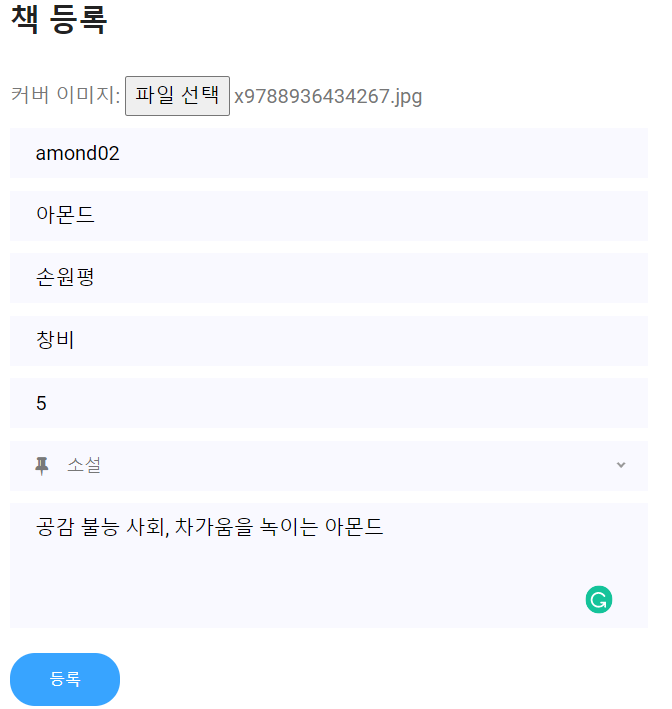 책 등록
커버 이미지: 파일 선택 x9788936434267.jpg
amond02
아몬드
손원평
창비
5
소설
공감 불능 사회, 차가움을 녹이는 아몬드
등록